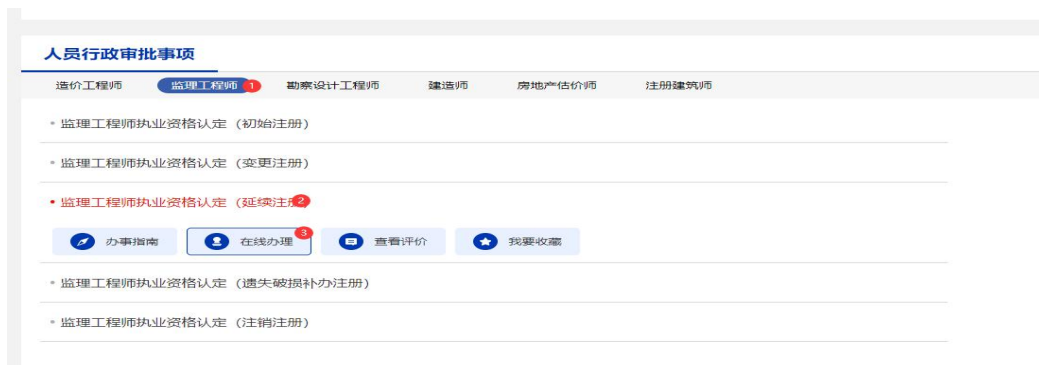 人员行政审批事项
造价工程师 监理工程师 1 勘察设计工程师 建造师 房地产估价师 注册建筑师
监理工程师执业资格认定（初始注册）
监理工程师执业资格认定（变更注册）
监理工程师执业资格认定（延续注册 2
办事指南 在线办理 3 查看评价 我要收藏
监理工程师执业资格认定（遗失破损补办注册）
监理工程师执业资格认定（注销注册）